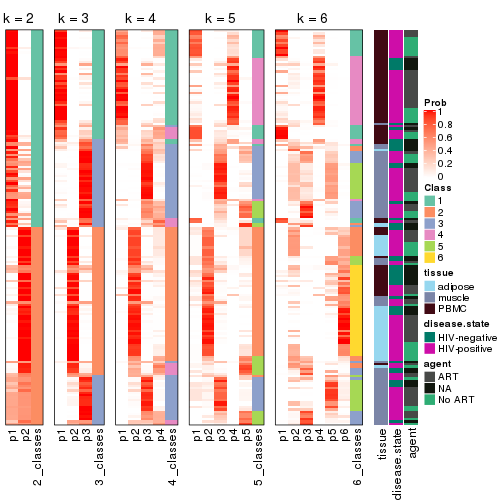 k = 2 k = 3 k = 4 k = 5 k = 6
Prob
1
0.8
0.6
0.4
0.2
0
Class
1
2
3
4
5
6
tissue
adipose
muscle
PBMC
disease.state
HIV-negative
HIV-positive
agent
ART
NA
No ART
p1 p2 2_classes p1 p2 p3 3_classes p1 p2 p3 p4 4_classes p1 p2 p3 p4 p5 5_classes p1 p2 p3 p4 p5 p6 6_classes tissue disease.state agent